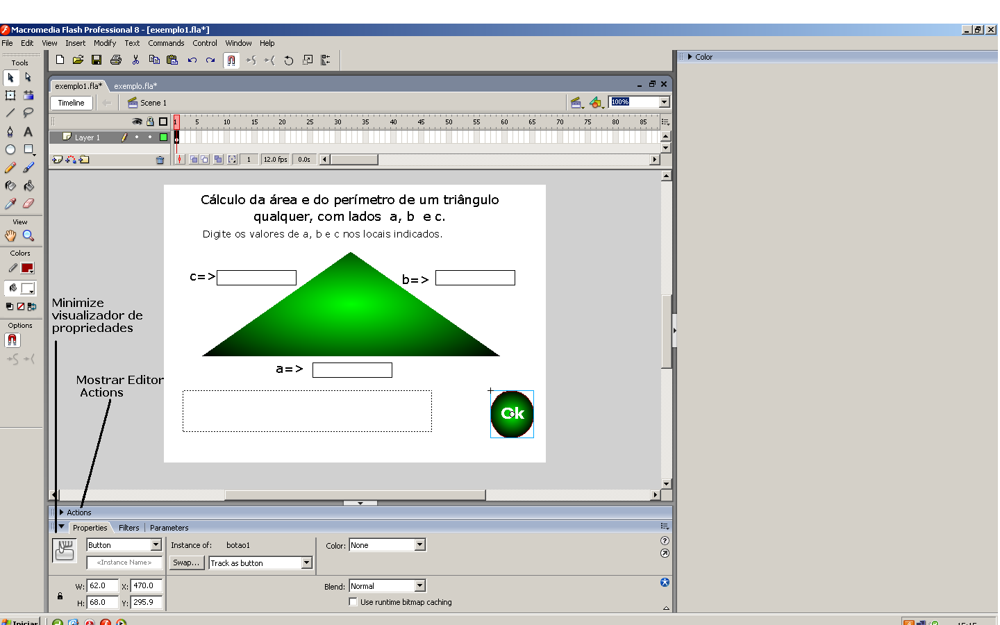 Macromedia Flash Professional 8 - [exemplo1.fla*]
File Edit View Insert Modify Text Commands Control Window Help
Tools
Color
exemplo1.fla* exemplo.fla*
Timeline Scene 1 100%
1 5 10 15 20 25 30 35 40 45 50 55 60 65 70 75 80 85
Layer 1
1 12.0 fps 0.0s
View
Colors
Options
Cálculo da área e do perímetro de um triângulo
qualquer, com lados a, b e c.
Digite os valores de a, b e c nos locais indicados.
c=>
b=>
a=>
Ok
Minimize
visualizador de
propriedades
Mostrar Editor
Actions
Actions
Properties Filters Parameters
Button Instance of: botao1 Color: None
<Instance Name> Swap... Track as button
W: 62.0 X: 470.0 Blend: Normal
H: 68.0 Y: 295.9 Use runtime bitmap caching
Iniciar 15:15